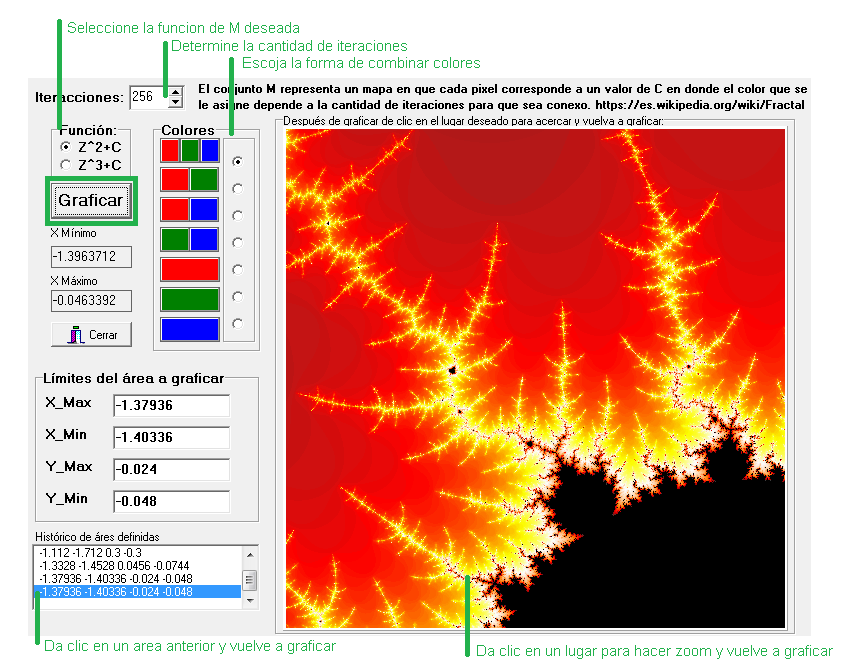 Seleccione la funcion de M deseada
Determine la cantidad de iteraciones
Escoja la forma de combinar colores
Iteracciones: 256
El conjunto M representa un mapa en que cada pixel corresponde a un valor de C en donde el color que se
le asigne depende a la cantidad de iteraciones para que sea conexo. https://es.wikipedia.org/wiki/Fractal
Después de graficar de clic en el lugar deseado para acercar y vuelva a graficar:
Función:
Z^2+C
Z^3+C
Colores
Graficar
X Mínimo
-1.3963712
X Máximo
-0.0463392
Cerrar
Límites del área a graficar
X_Max -1.37936
X_Min -1.40336
Y_Max -0.024
Y_Min -0.048
Histórico de áres definidas
-1.112 -1.712 0.3 -0.3
-1.3328 -1.4528 0.0456 -0.0744
-1.37936 -1.40336 -0.024 -0.048
-1.37936 -1.40336 -0.024 -0.048
Da clic en un area anterior y vuelve a graficar
Da clic en un lugar para hacer zoom y vuelve a graficar